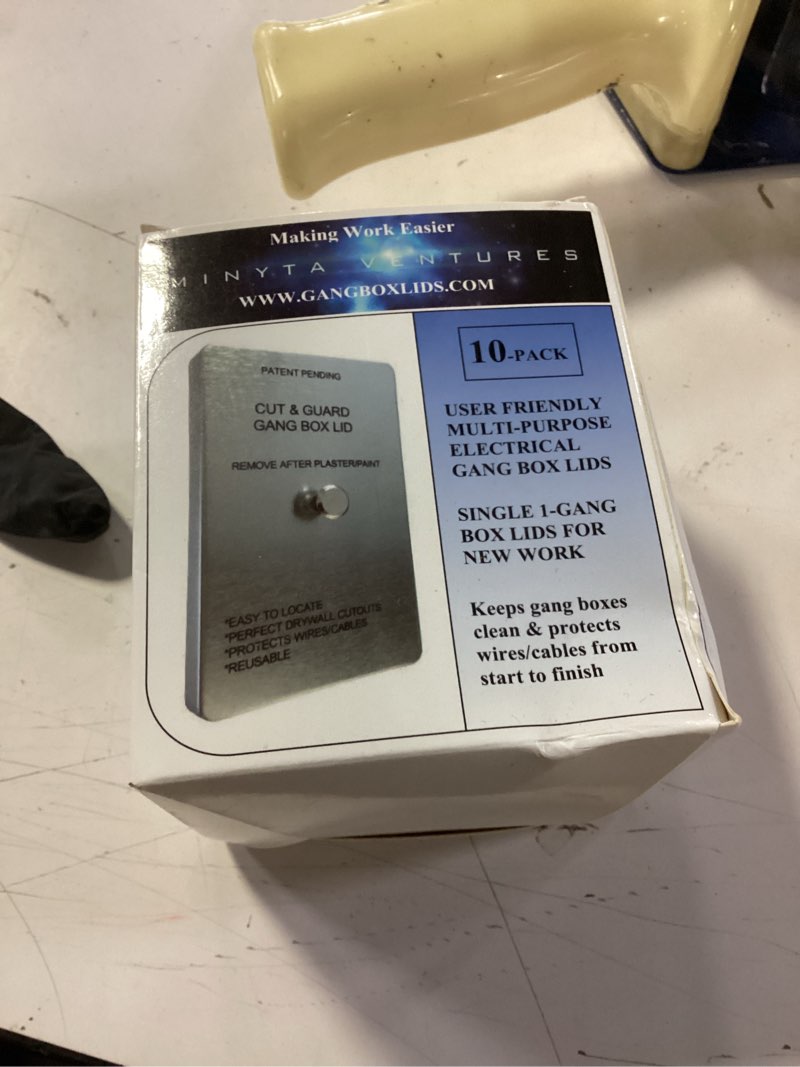 Making Work Easier
MINYTA VENTURES
WWW.GANGBOXLIDS.COM
PATENT PENDING
CUT & GUARD
GANG BOX LID
REMOVE AFTER PLASTER/PAINT
*EASY TO LOCATE
*PERFECT DRYWALL CUTOUTS
*PROTECTS WIRES/CABLES
*REUSABLE
10-PACK
USER FRIENDLY
MULTI-PURPOSE
ELECTRICAL
GANG BOX LIDS
SINGLE 1-GANG
BOX LIDS FOR
NEW WORK
Keeps gang boxes
clean & protects
wires/cables from
start to finish